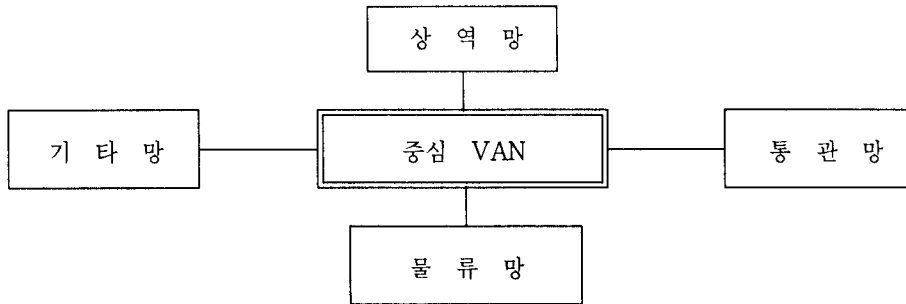 상 역 망
기 타 망
중심 VAN
통 관 망
물 류 망